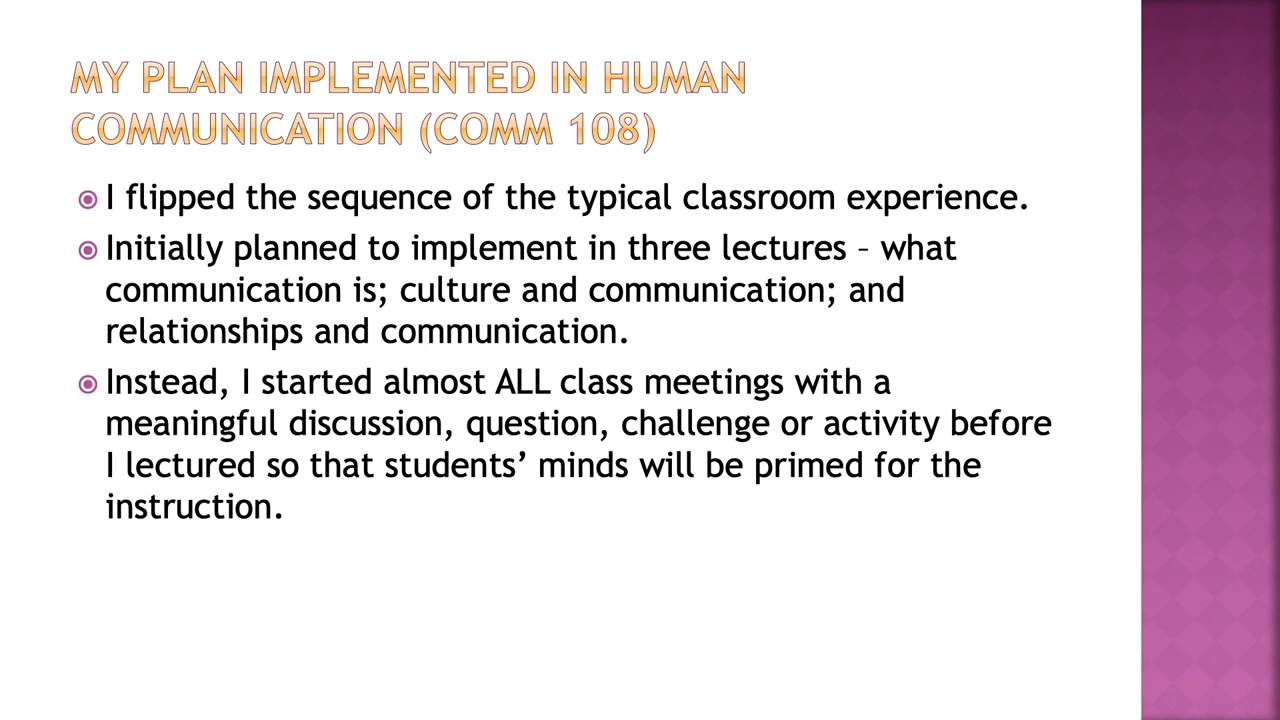 MY PLAN IMPLEMENTED IN HUMAN
COMMUNICATION (COMM 108)
I flipped the sequence of the typical classroom experience.
Initially planned to implement in three lectures – what
communication is; culture and communication; and
relationships and communication.
Instead, I started almost ALL class meetings with a
meaningful discussion, question, challenge or activity before
I lectured so that students’ minds will be primed for the
instruction.